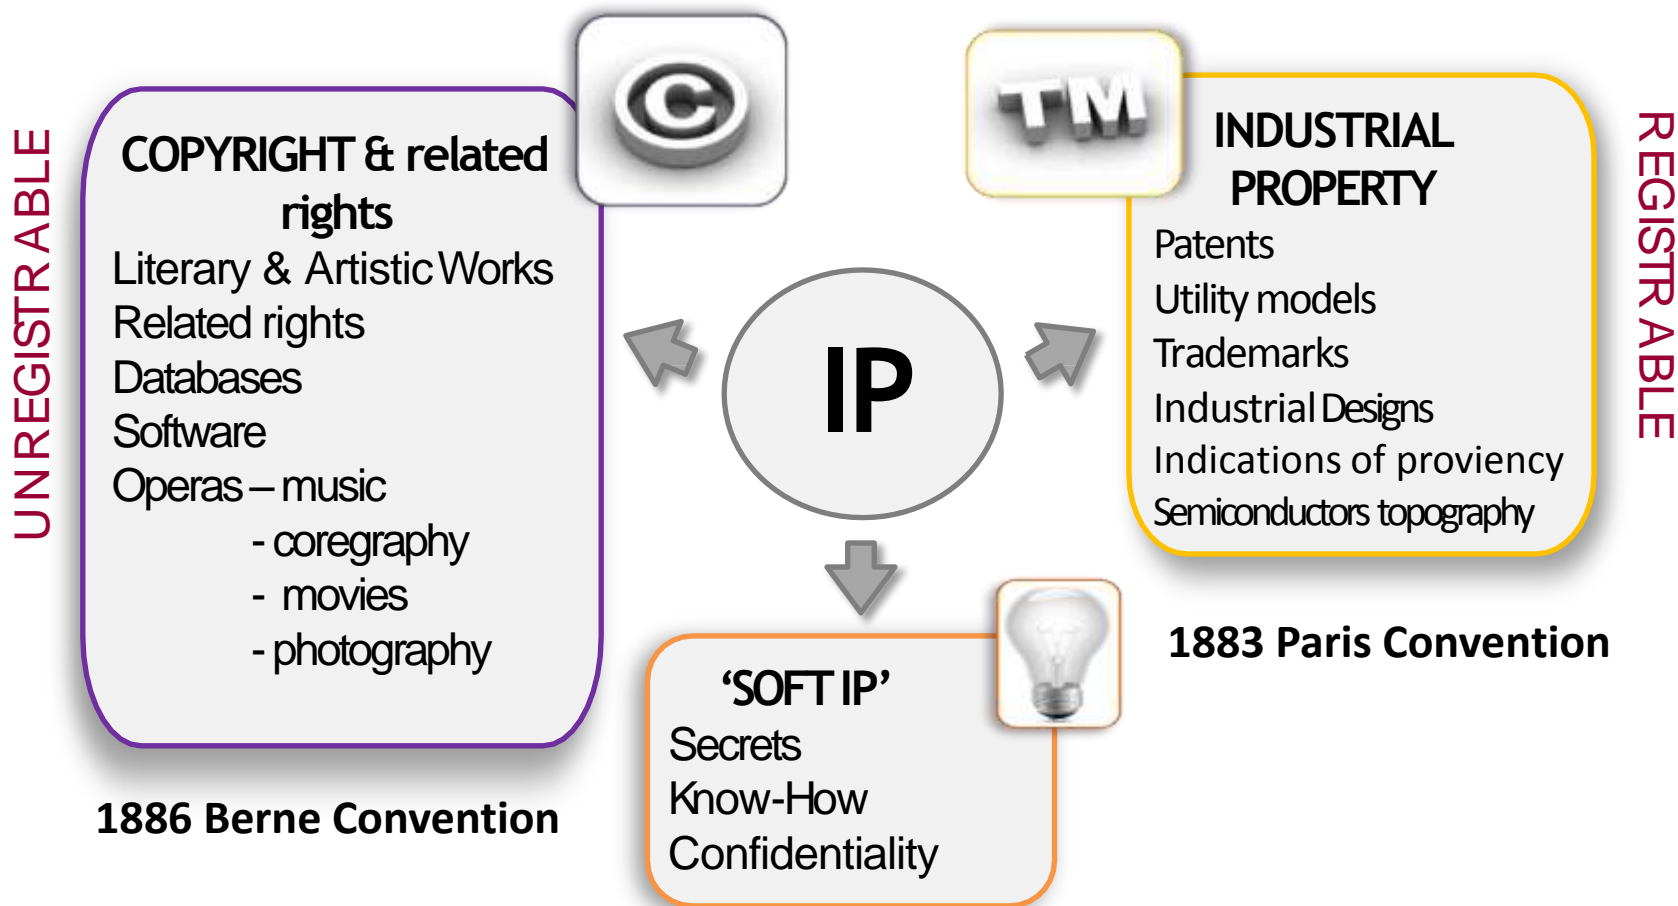 UNREGISTRABLE
COPYRIGHT & related
rights
Literary & Artistic Works
Related rights
Databases
Software
Operas – music
- coregraphy
- movies
- photography
1886 Berne Convention
©
IP
TM
INDUSTRIAL
PROPERTY
Patents
Utility models
Trademarks
Industrial Designs
Indications of proviency
Semiconductors topography
REGISTRABLE
1883 Paris Convention
‘SOFT IP’
Secrets
Know-How
Confidentiality